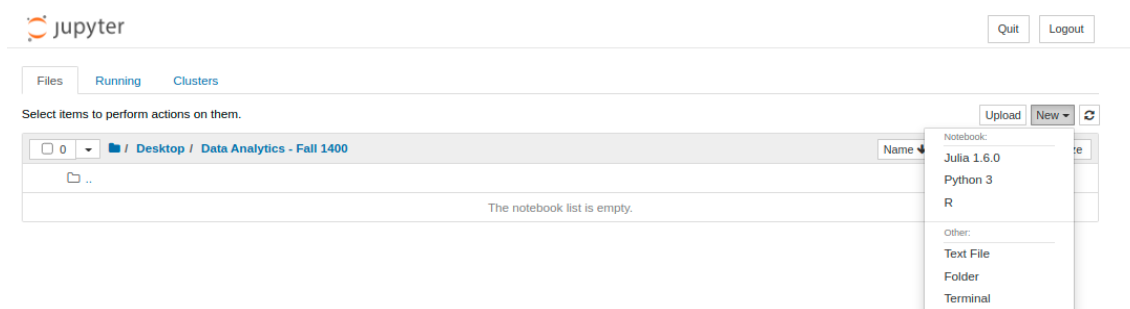 jupyter
Quit Logout
Files Running Clusters
Select items to perform actions on them.
Upload New
0 / Desktop / Data Analytics - Fall 1400
Name
..
The notebook list is empty.
Notebook:
Julia 1.6.0
Python 3
R
Other:
Text File
Folder
Terminal